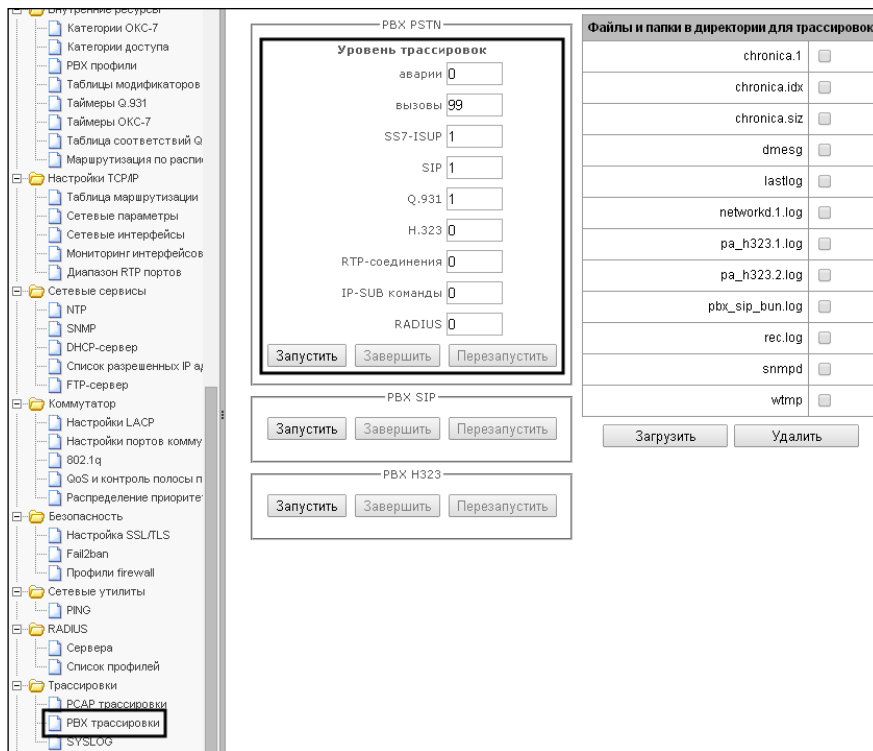 Внутренние ресурсы
Категории ОКС-7
Категории доступа
PBX профили
Таблицы модификаторов
Таймеры Q.931
Таймеры ОКС-7
Таблица соответствий Q
Маршрутизация по распи
Настройки TCP/IP
Таблица маршрутизации
Сетевые параметры
Сетевые интерфейсы
Мониторинг интерфейсов
Диапазон RTP портов
Сетевые сервисы
NTP
SNMP
DHCP-сервер
Список разрешенных IP ад
FTP-сервер
Коммутатор
Настройки LACP
Настройки портов комму
802.1q
QoS и контроль полосы п
Распределение приорите
Безопасность
Настройка SSL/TLS
Fail2ban
Профили firewall
Сетевые утилиты
PING
RADIUS
Сервера
Список профилей
Трассировки
PCAP трассировки
PBX трассировки
SYSLOG
PBX PSTN
Уровень трассировок
аварии 0
вызовы 99
SS7-ISUP 1
SIP 1
Q.931 1
H.323 0
RTP-соединения 0
IP-SUB команды 0
RADIUS 0
Запустить Завершить Перезапустить
PBX SIP
Запустить Завершить Перезапустить
PBX H323
Запустить Завершить Перезапустить
Файлы и папки в директории для трассировок
chronica.1
chronica.idx
chronica.siz
dmesg
lastlog
networkd.1.log
pa_h323.1.log
pa_h323.2.log
pbx_sip_bun.log
rec.log
snmpd
wtmp
Загрузить Удалить